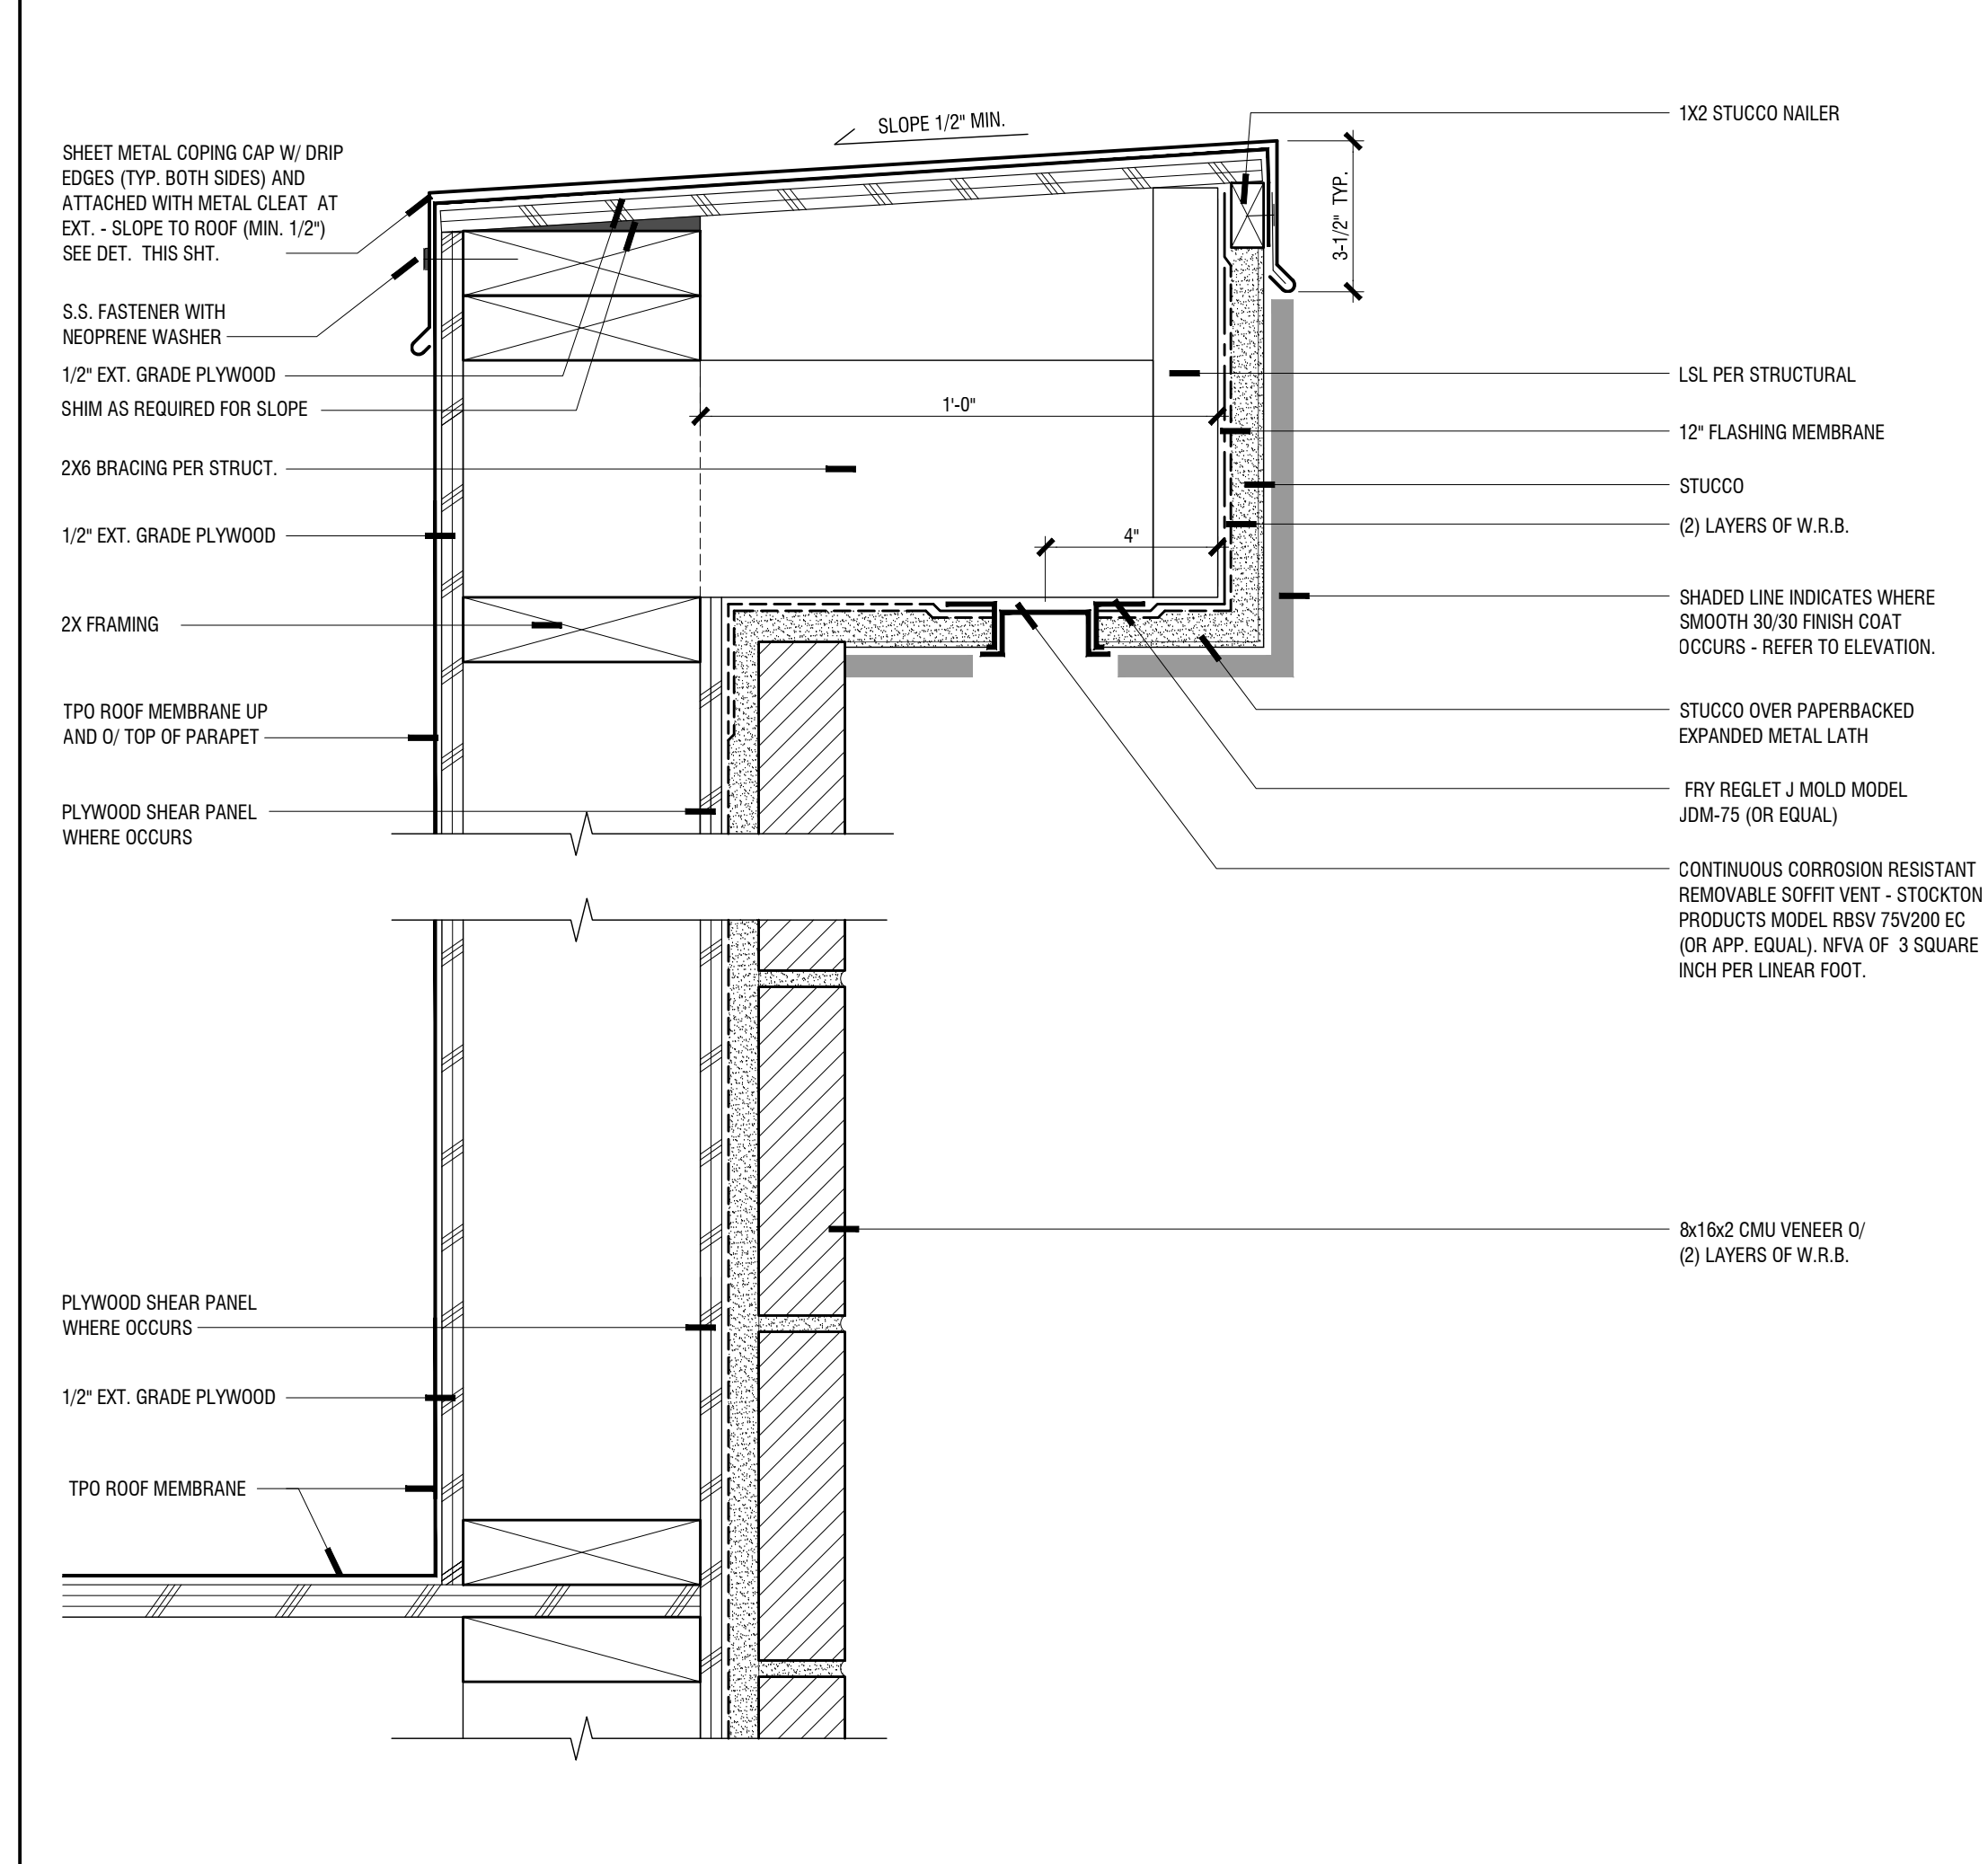 SLOPE 1/2" MIN.
SHEET METAL COPING CAP W/ DRIP
EDGES (TYP. BOTH SIDES) AND
ATTACHED WITH METAL CLEAT AT
EXT. - SLOPE TO ROOF (MIN. 1/2")
SEE DET. THIS SHT.
S.S. FASTENER WITH
NEOPRENE WASHER
1/2" EXT. GRADE PLYWOOD
SHIM AS REQUIRED FOR SLOPE
2X6 BRACING PER STRUCT.
1/2" EXT. GRADE PLYWOOD
2X FRAMING
TPO ROOF MEMBRANE UP
AND O/ TOP OF PARAPET
PLYWOOD SHEAR PANEL
WHERE OCCURS
PLYWOOD SHEAR PANEL
WHERE OCCURS
1/2" EXT. GRADE PLYWOOD
TPO ROOF MEMBRANE
1'-0"
4"
3-1/2" TYP.
1X2 STUCCO NAILER
LSL PER STRUCTURAL
12" FLASHING MEMBRANE
STUCCO
(2) LAYERS OF W.R.B.
SHADED LINE INDICATES WHERE
SMOOTH 30/30 FINISH COAT
OCCURS - REFER TO ELEVATION.
STUCCO OVER PAPERBACKED
EXPANDED METAL LATH
FRY REGLET J MOLD MODEL
JDM-75 (OR EQUAL)
CONTINUOUS CORROSION RESISTANT
REMOVABLE SOFFIT VENT - STOCKTON
PRODUCTS MODEL RBSV 75V200 EC
(OR APP. EQUAL). NFVA OF 3 SQUARE
INCH PER LINEAR FOOT.
8x16x2 CMU VENEER O/
(2) LAYERS OF W.R.B.